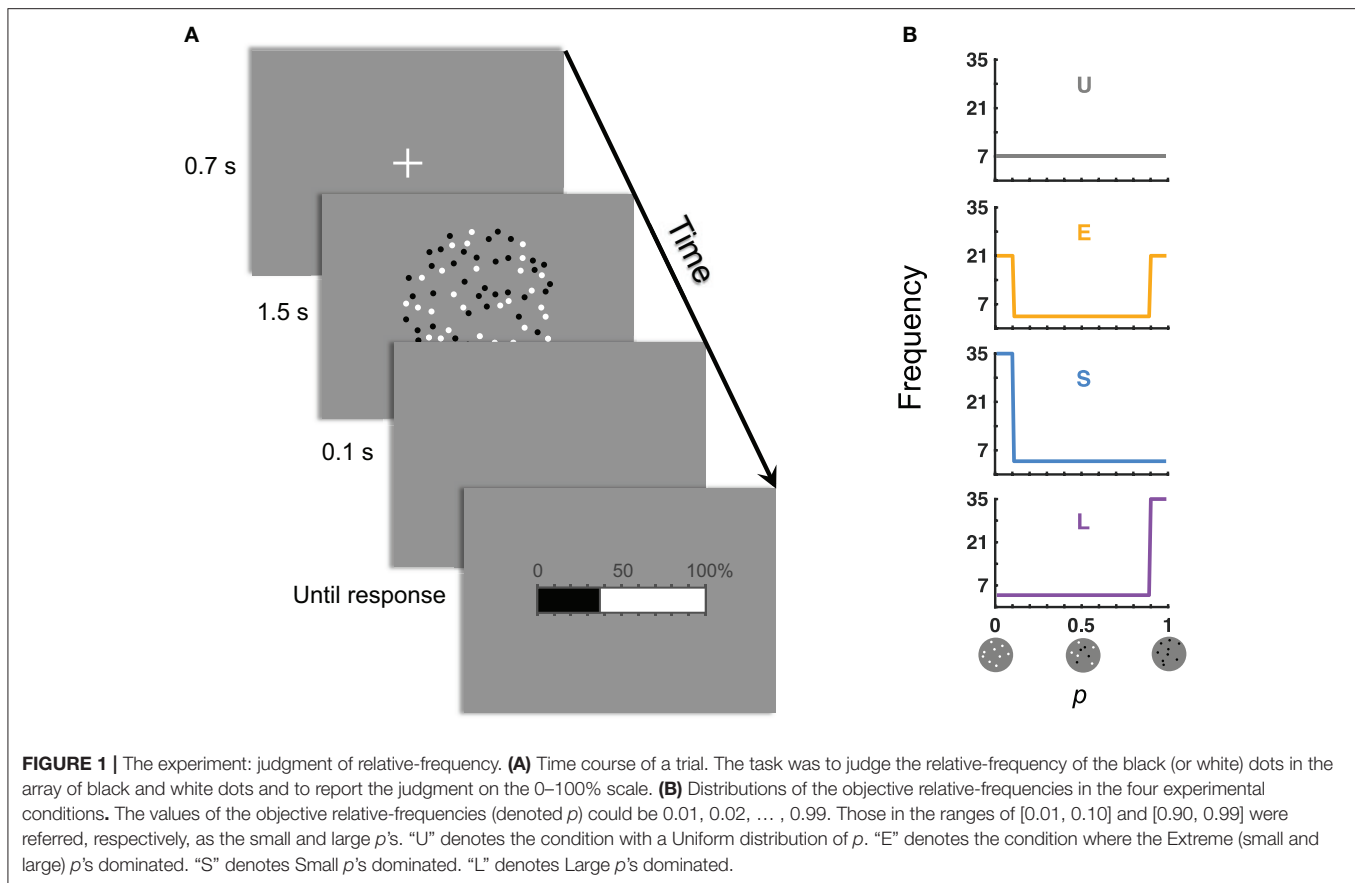 A
0.7 s
1.5 s
0.1 s
Until response
Time
0 50 100%
B
Frequency
35
21
7
U
35
21
7
E
35
21
7
S
35
21
7
L
0 0.5 1
p
FIGURE 1 | The experiment: judgment of relative-frequency. (A) Time course of a trial. The task was to judge the relative-frequency of the black (or white) dots in the
array of black and white dots and to report the judgment on the 0–100% scale. (B) Distributions of the objective relative-frequencies in the four experimental
conditions. The values of the objective relative-frequencies (denoted p) could be 0.01, 0.02, … , 0.99. Those in the ranges of [0.01, 0.10] and [0.90, 0.99] were
referred, respectively, as the small and large p's. “U” denotes the condition with a Uniform distribution of p. “E” denotes the condition where the Extreme (small and
large) p's dominated. “S” denotes Small p's dominated. “L” denotes Large p's dominated.